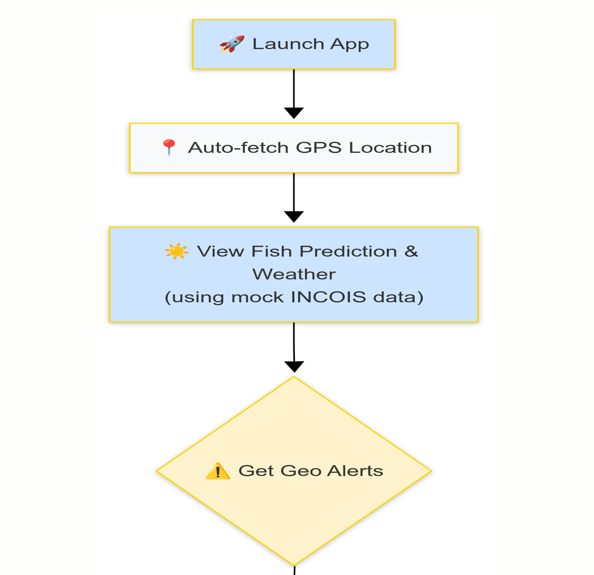 🚀 Launch App
📍 Auto-fetch GPS Location
☀️ View Fish Prediction &
Weather
(using mock INCOIS data)
⚠️ Get Geo Alerts